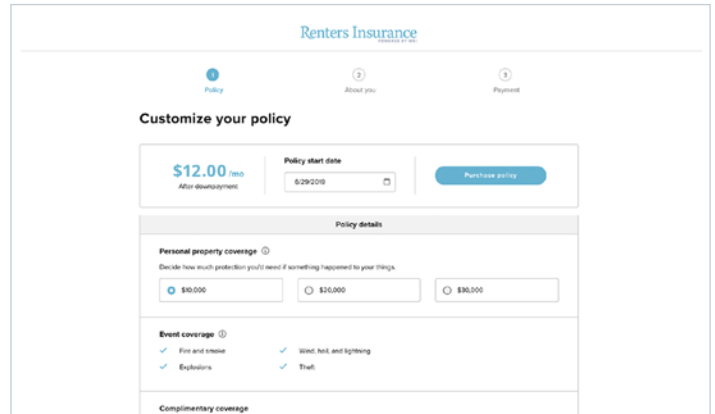 Renters Insurance
POWERED BY MRI
1 2 3
Policy About you Payment
Customize your policy
$12.00 /mo
After downpayment
Policy start date
6/29/2019
Purchase policy
Policy details
Personal property coverage
Decide how much protection you'd need if something happened to your things.
$10,000 $20,000 $30,000
Event coverage
Fire and smoke Wind, hail, and lightning
Explosions Theft
Complimentary coverage